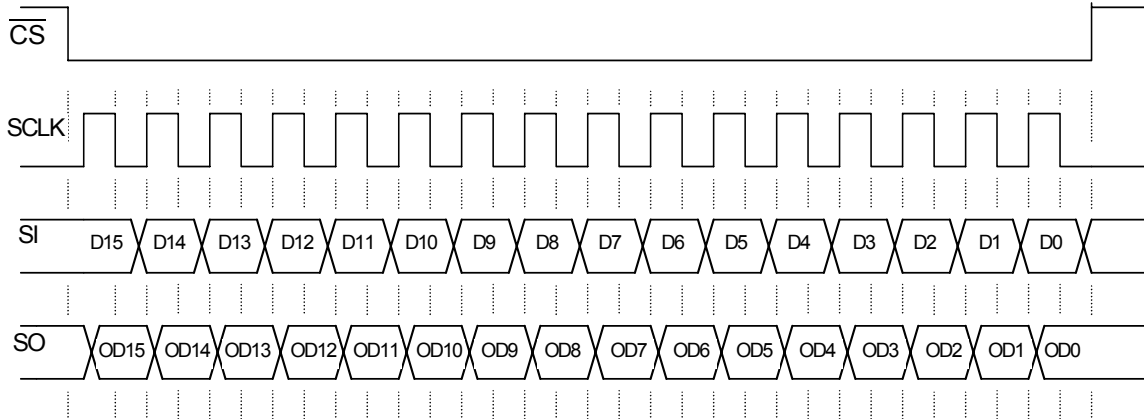 CS
SCLK
SI D15 D14 D13 D12 D11 D10 D9 D8 D7 D6 D5 D4 D3 D2 D1 D0
SO OD15 OD14 OD13 OD12 OD11 OD10 OD9 OD8 OD7 OD6 OD5 OD4 OD3 OD2 OD1 OD0